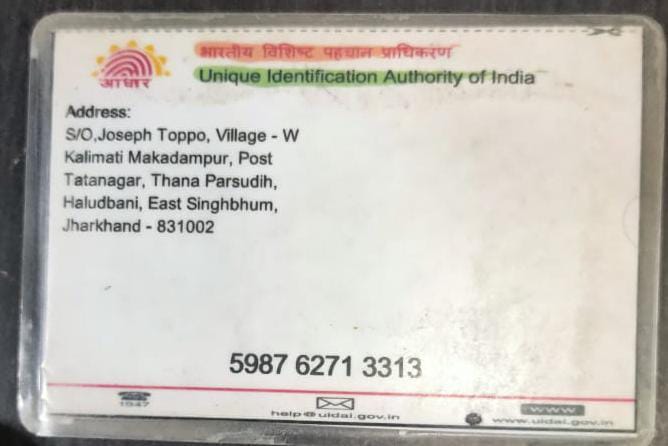 भारतीय विशिष्ट पहचान प्राधिकरण
आधार
Unique Identification Authority of India
Address:
S/O,Joseph Toppo, Village - W
Kalimati Makadampur, Post
Tatanagar, Thana Parsudih,
Haludbani, East Singhbhum,
Jharkhand - 831002
5987 6271 3313
1947
help@uidai.gov.in
www
www.uidai.gov.in